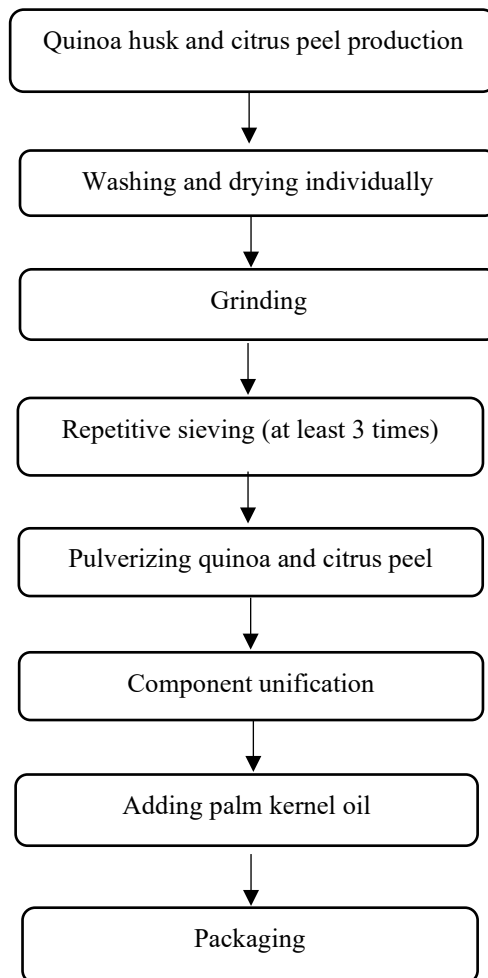 Quinoa husk and citrus peel production
Washing and drying individually
Grinding
Repetitive sieving (at least 3 times)
Pulverizing quinoa and citrus peel
Component unification
Adding palm kernel oil
Packaging